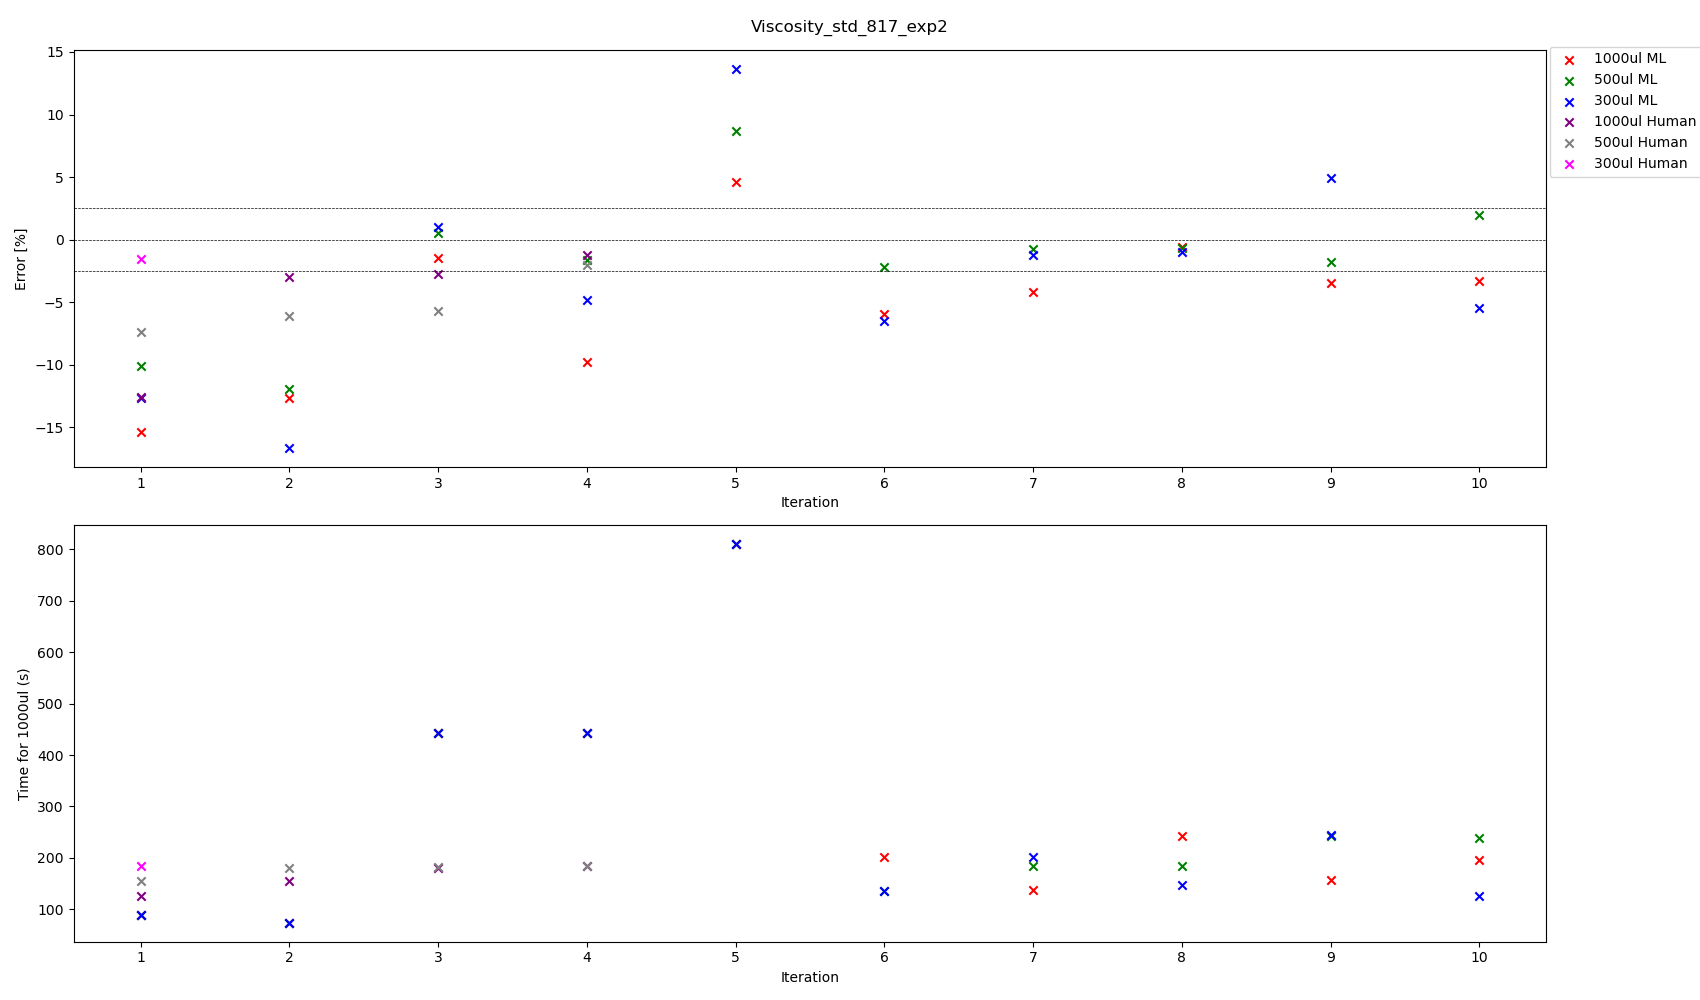 Viscosity_std_817_exp2
15
10
5
0
−5
−10
−15
Error [%]
1 2 3 4 5 6 7 8 9 10
Iteration
1000ul ML
500ul ML
300ul ML
1000ul Human
500ul Human
300ul Human
800
700
600
500
400
300
200
100
Time for 1000ul (s)
1 2 3 4 5 6 7 8 9 10
Iteration